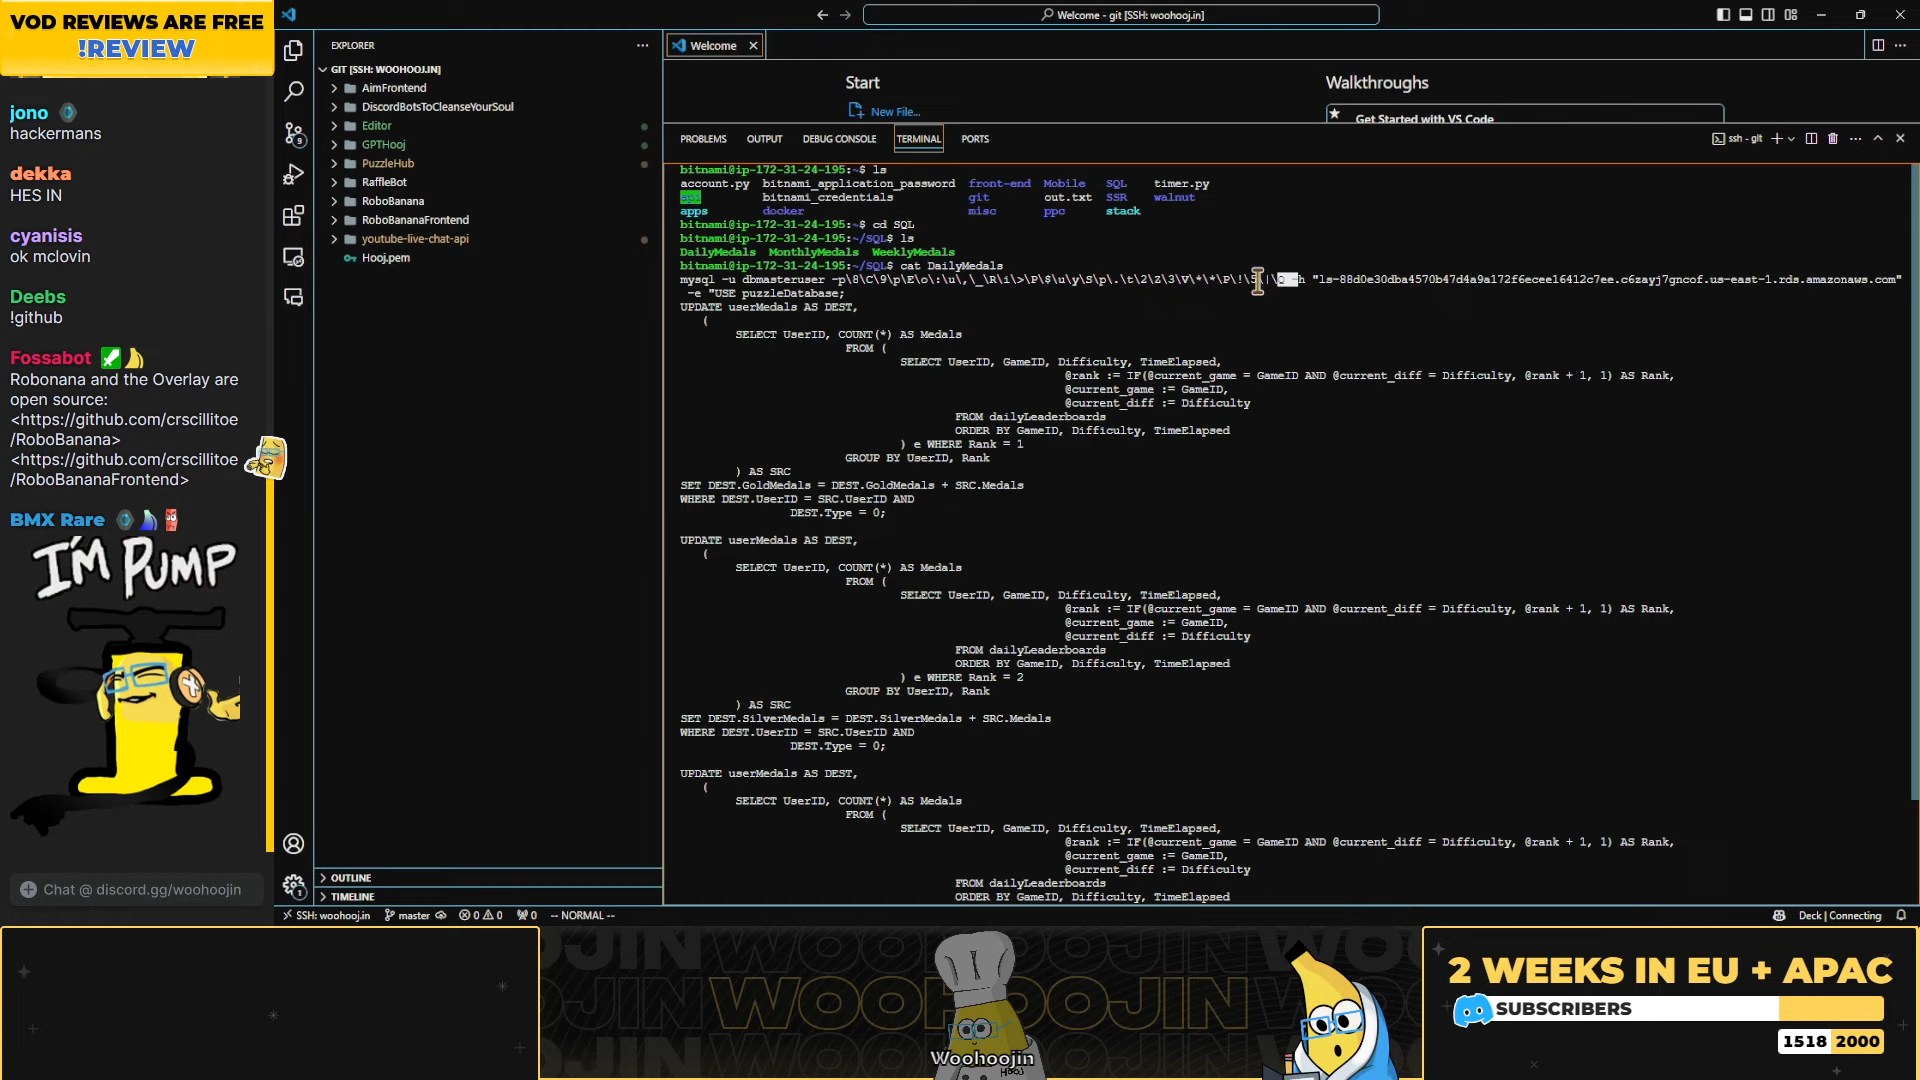 VOD REVIEWS ARE FREE
!REVIEW
jono
hackermans
dekka
HES IN
cyanisis
ok mclovin
Deebs
!github
Fossabot
Robonana and the Overlay are
open source:
<https://github.com/crscillitoe
/RoboBanana>
<https://github.com/crscillitoe
/RoboBananaFrontend>
BMX Rare
I'M PUMP
Chat @ discord.gg/woohoojin
Welcome - git [SSH: woohooj.in]
EXPLORER
GIT [SSH: WOOHOOJ.IN]
AimFrontend
DiscordBotsToCleanseYourSoul
Editor
GPTHooj
PuzzleHub
RaffleBot
RoboBanana
RoboBananaFrontend
youtube-live-chat-api
Hooj.pem
OUTLINE
TIMELINE
Welcome
Start
New File...
Walkthroughs
Get Started with VS Code
PROBLEMS OUTPUT DEBUG CONSOLE TERMINAL PORTS
ssh - git
bitnami@ip-172-31-24-195:~$ ls
account.py bitnami_application_password front-end Mobile SQL timer.py
api bitnami_credentials git out.txt SSR walnut
apps docker misc ppc stack
bitnami@ip-172-31-24-195:~$ cd SQL
bitnami@ip-172-31-24-195:~/SQL$ ls
DailyMedals MonthlyMedals WeeklyMedals
bitnami@ip-172-31-24-195:~/SQL$ cat DailyMedals
mysql -u dbmasteruser -p[password omitted] -h "ls-88d0e30dba4570b47d4a9a172f6ecee16412c7ee.c6zayj7gncof.us-east-1.rds.amazonaws.com"
-e "USE puzzleDatabase;
UPDATE userMedals AS DEST,
(
SELECT UserID, COUNT(*) AS Medals
FROM (
SELECT UserID, GameID, Difficulty, TimeElapsed,
@rank := IF(@current_game = GameID AND @current_diff = Difficulty, @rank + 1, 1) AS Rank,
@current_game := GameID,
@current_diff := Difficulty
FROM dailyLeaderboards
ORDER BY GameID, Difficulty, TimeElapsed
) e WHERE Rank = 1
GROUP BY UserID, Rank
) AS SRC
SET DEST.GoldMedals = DEST.GoldMedals + SRC.Medals
WHERE DEST.UserID = SRC.UserID AND
DEST.Type = 0;
UPDATE userMedals AS DEST,
(
SELECT UserID, COUNT(*) AS Medals
FROM (
SELECT UserID, GameID, Difficulty, TimeElapsed,
@rank := IF(@current_game = GameID AND @current_diff = Difficulty, @rank + 1, 1) AS Rank,
@current_game := GameID,
@current_diff := Difficulty
FROM dailyLeaderboards
ORDER BY GameID, Difficulty, TimeElapsed
) e WHERE Rank = 2
GROUP BY UserID, Rank
) AS SRC
SET DEST.SilverMedals = DEST.SilverMedals + SRC.Medals
WHERE DEST.UserID = SRC.UserID AND
DEST.Type = 0;
UPDATE userMedals AS DEST,
(
SELECT UserID, COUNT(*) AS Medals
FROM (
SELECT UserID, GameID, Difficulty, TimeElapsed,
@rank := IF(@current_game = GameID AND @current_diff = Difficulty, @rank + 1, 1) AS Rank,
@current_game := GameID,
@current_diff := Difficulty
FROM dailyLeaderboards
ORDER BY GameID, Difficulty, TimeElapsed
SSH: woohooj.in master 0 0 0 -- NORMAL --
Deck | Connecting
WOOHOOJIN
Woohoojin
HOOJ
2 WEEKS IN EU + APAC
SUBSCRIBERS
1518 2000